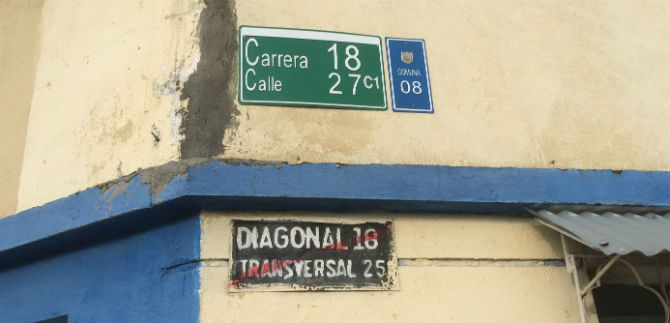 Carrera 18
Calle 27C1
COMUNA
08
DIAGONAL 18
TRANSVERSAL 25